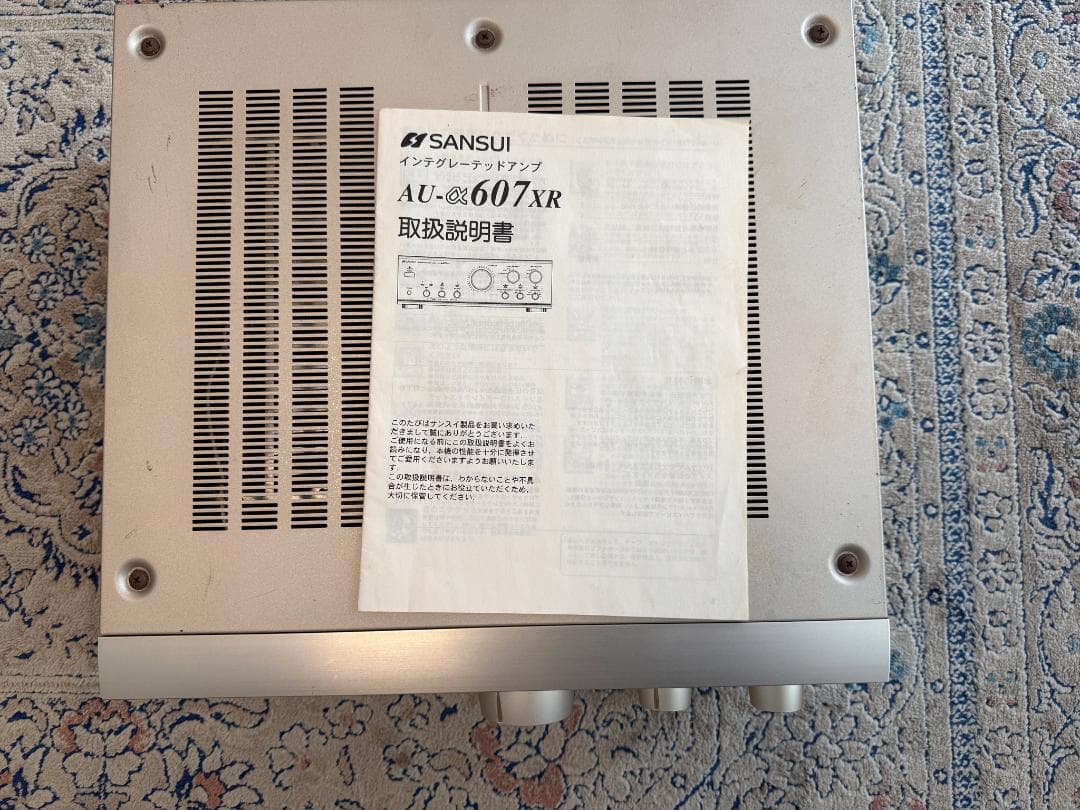 SANSUI
インテグレーテッドアンプ
AU-α607XR
取扱説明書
このたびはサンスイ製品をお買い求めいた
だきまして誠にありがとうございます。
ご使用になる前にこの取扱説明書をよくお
読みになり、本機の性能を十分に発揮させ
てご愛用くださいますようお願いいたしま
す。
この取扱説明書は、わからないことや不具
合が生じたときにお役立ていただくため、
大切に保管してください。